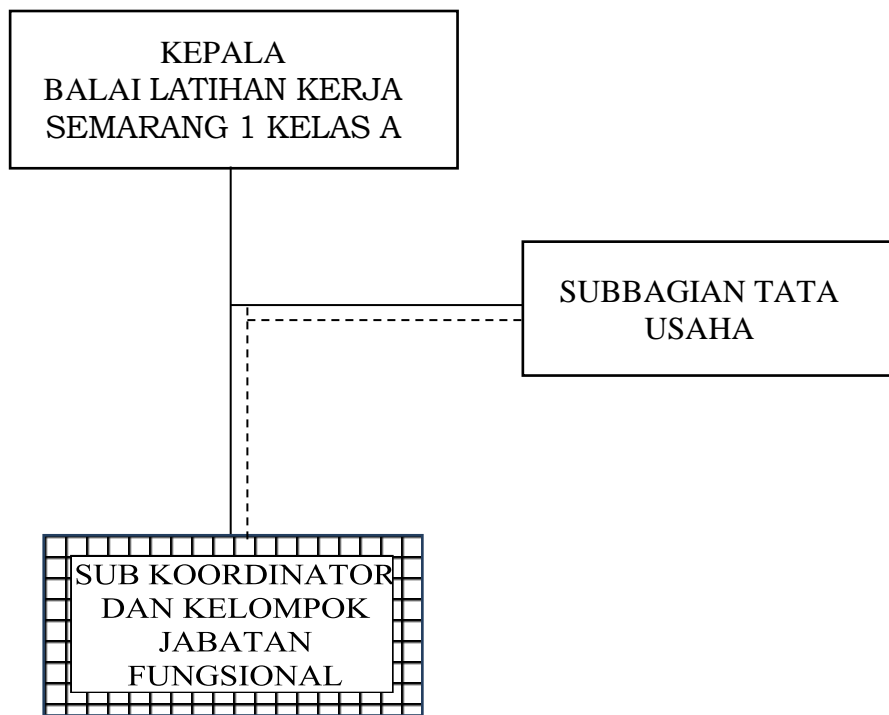 KEPALA
BALAI LATIHAN KERJA
SEMARANG 1 KELAS A
SUBBAGIAN TATA
USAHA
SUB KOORDINATOR
DAN KELOMPOK
JABATAN
FUNGSIONAL